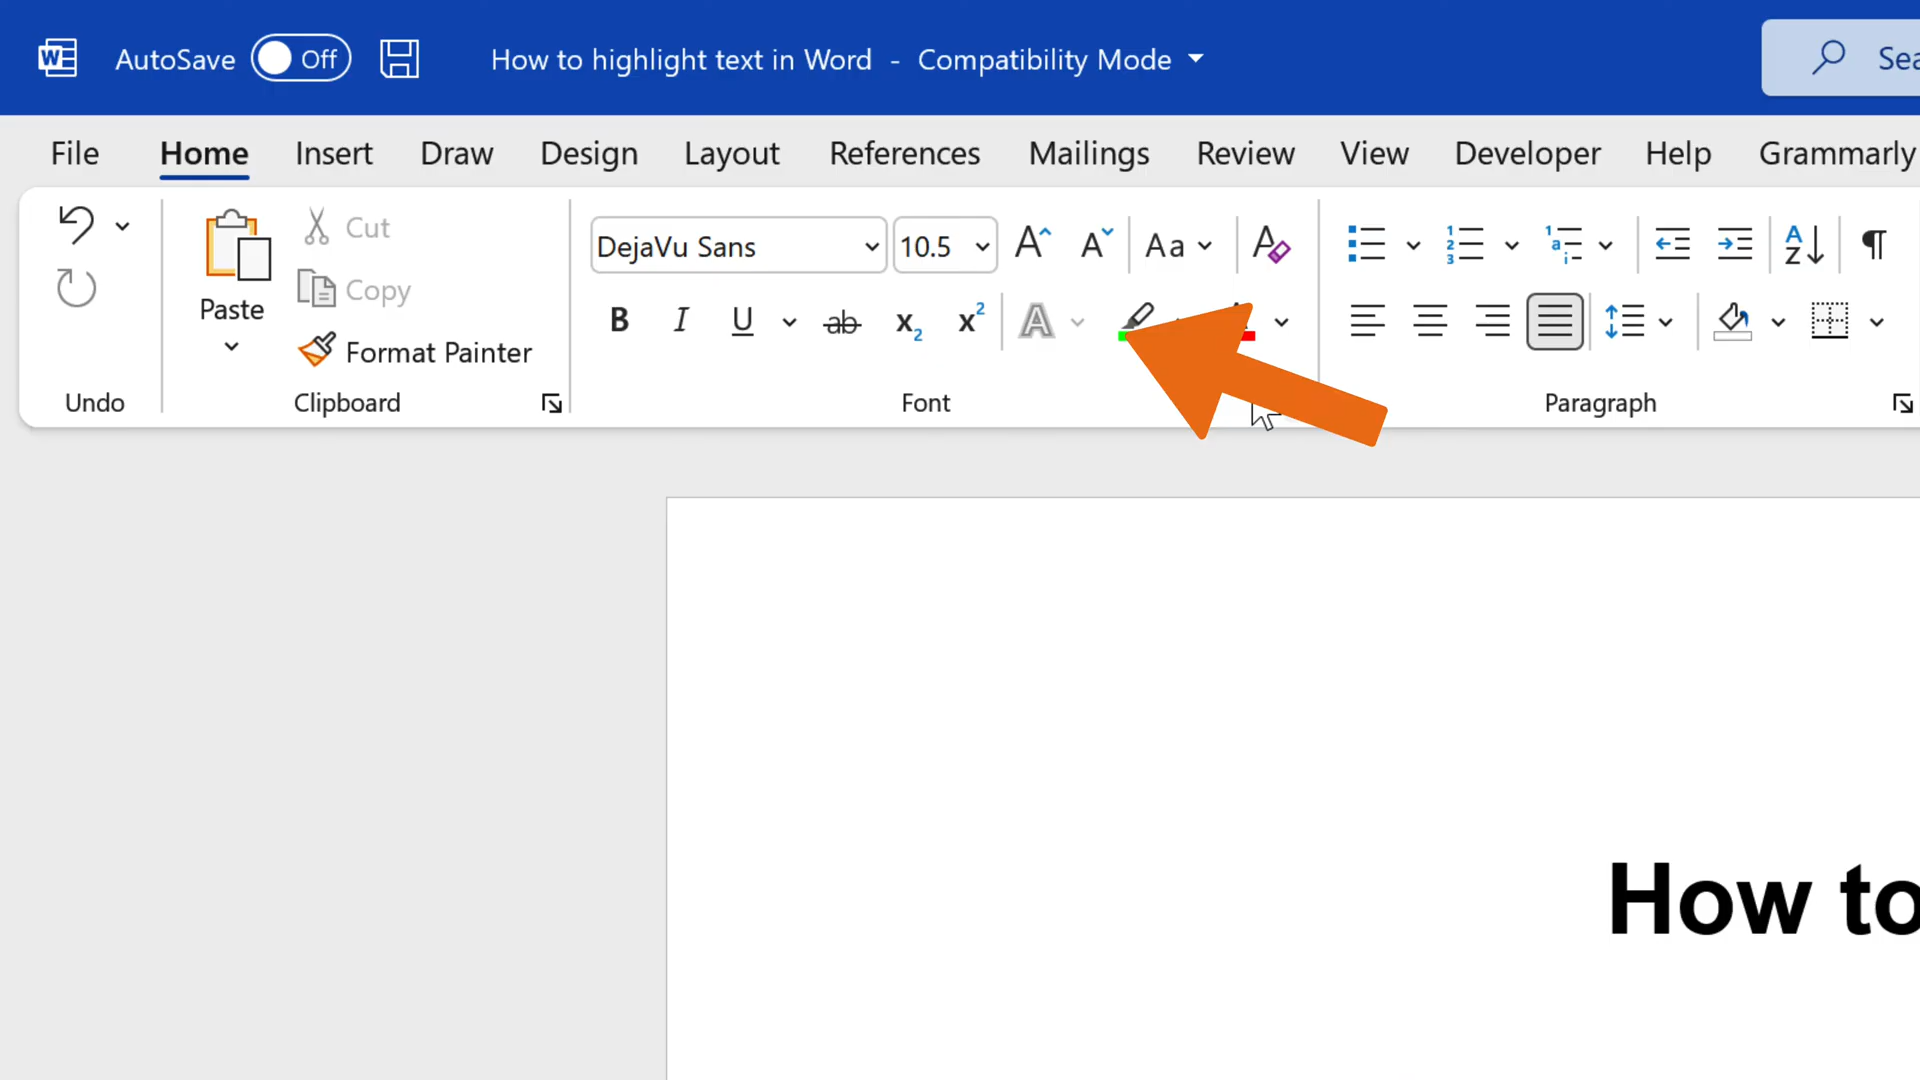 AutoSave Off How to highlight text in Word - Compatibility Mode
File Home Insert Draw Design Layout References Mailings Review View Developer Help Grammarly
Cut
Copy
Paste
Format Painter
DejaVu Sans 10.5
Undo Clipboard Font Paragraph
How to